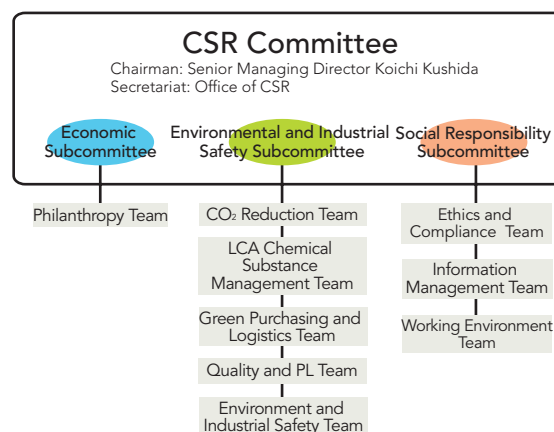 CSR Committee
Chairman: Senior Managing Director Koichi Kushida
Secretariat: Office of CSR
Economic
Subcommittee
Environmental and Industrial
Safety Subcommittee
Social Responsibility
Subcommittee
Philanthropy Team
CO₂ Reduction Team
LCA Chemical
Substance
Management Team
Green Purchasing and
Logistics Team
Quality and PL Team
Environment and
Industrial Safety Team
Ethics and
Compliance Team
Information
Management Team
Working Environment
Team